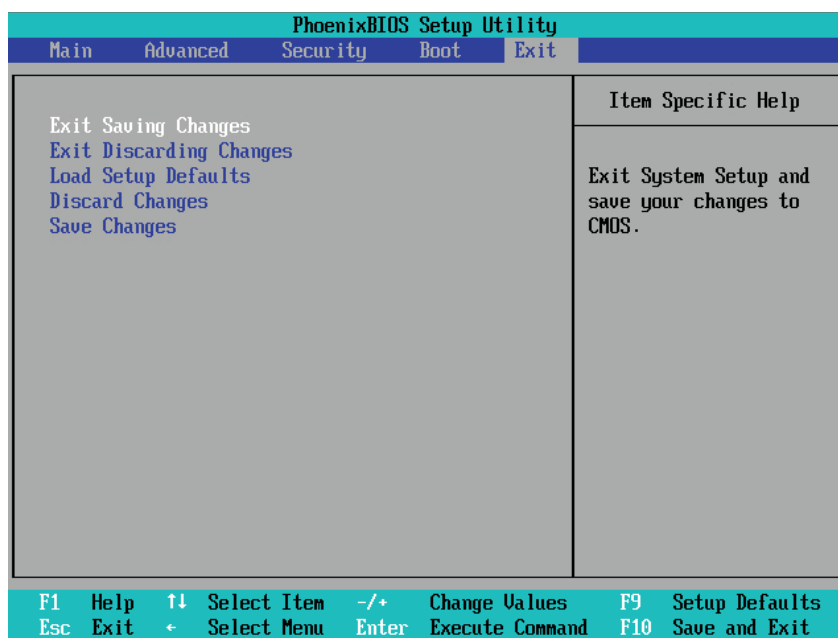 PhoenixBIOS Setup Utility
Main Advanced Security Boot Exit
Exit Saving Changes
Exit Discarding Changes
Load Setup Defaults
Discard Changes
Save Changes
Item Specific Help
Exit System Setup and
save your changes to
CMOS.
F1 Help ↑↓ Select Item -/+ Change Values F9 Setup Defaults
Esc Exit ← Select Menu Enter Execute Command F10 Save and Exit